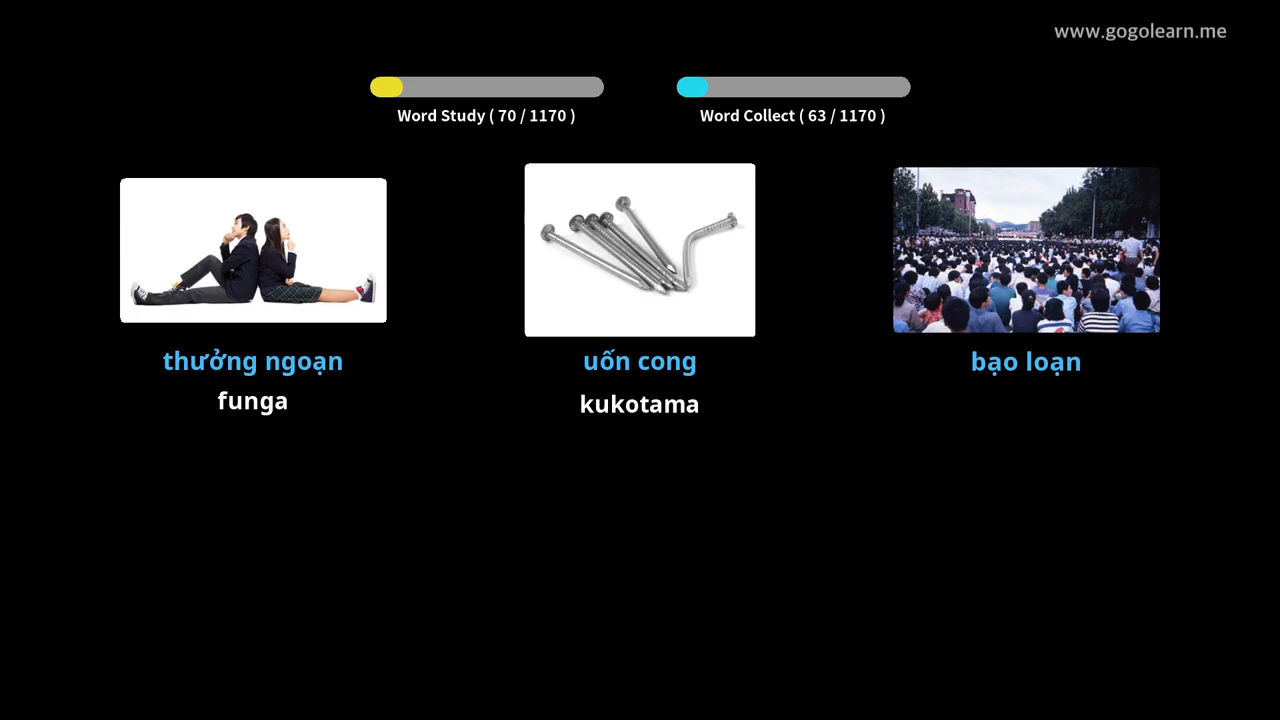 www.gogolearn.me
Word Study ( 70 / 1170 )
Word Collect ( 63 / 1170 )
thưởng ngoạn
uốn cong
bạo loạn
funga
kukotama